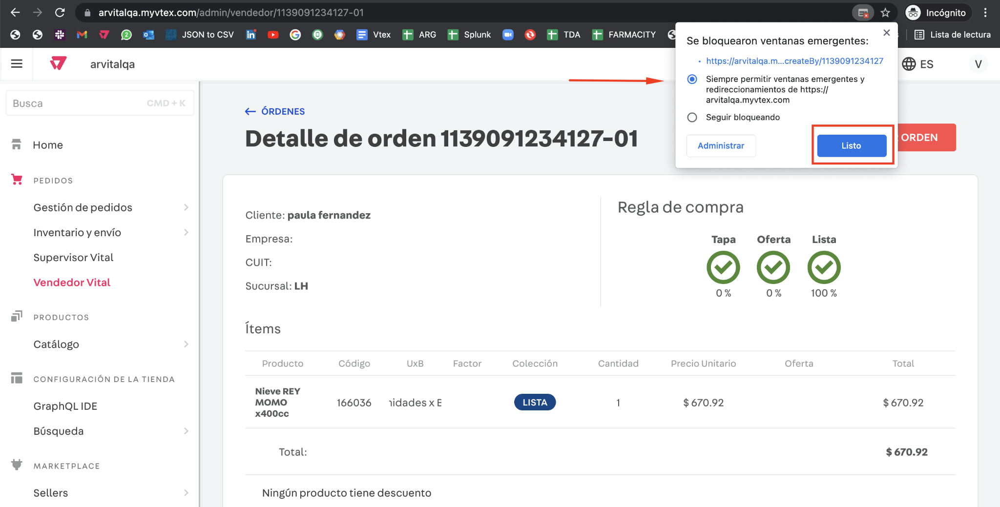 arvitalqa.myvtex.com/admin/vendedor/1139091234127-01
Incógnito
2
JSON to CSV
Vtex
ARG
Splunk
TDA
FARMACITY
Lista de lectura
arvitalqa
ES
V
Se bloquearon ventanas emergentes:
https://arvitalqa.m...createBy/1139091234127
Siempre permitir ventanas emergentes y
redireccionamientos de https://
arvitalqa.myvtex.com
Seguir bloqueando
Administrar
Listo
ORDEN
Busca
CMD + K
Home
PEDIDOS
Gestión de pedidos
Inventario y envío
Supervisor Vital
Vendedor Vital
PRODUCTOS
Catálogo
CONFIGURACIÓN DE LA TIENDA
GraphQL IDE
Búsqueda
MARKETPLACE
Sellers
← ÓRDENES
Detalle de orden 1139091234127-01
Cliente: paula fernandez
Empresa:
CUIT:
Sucursal: LH
Regla de compra
Tapa Oferta Lista
0 % 0 % 100 %
Ítems
Producto Código UxB Factor Colección Cantidad Precio Unitario Oferta Total
Nieve REY
MOMO
x400cc
166036
nidades x
LISTA
1
$ 670.92
$ 670.92
Total:
$ 670.92
Ningún producto tiene descuento